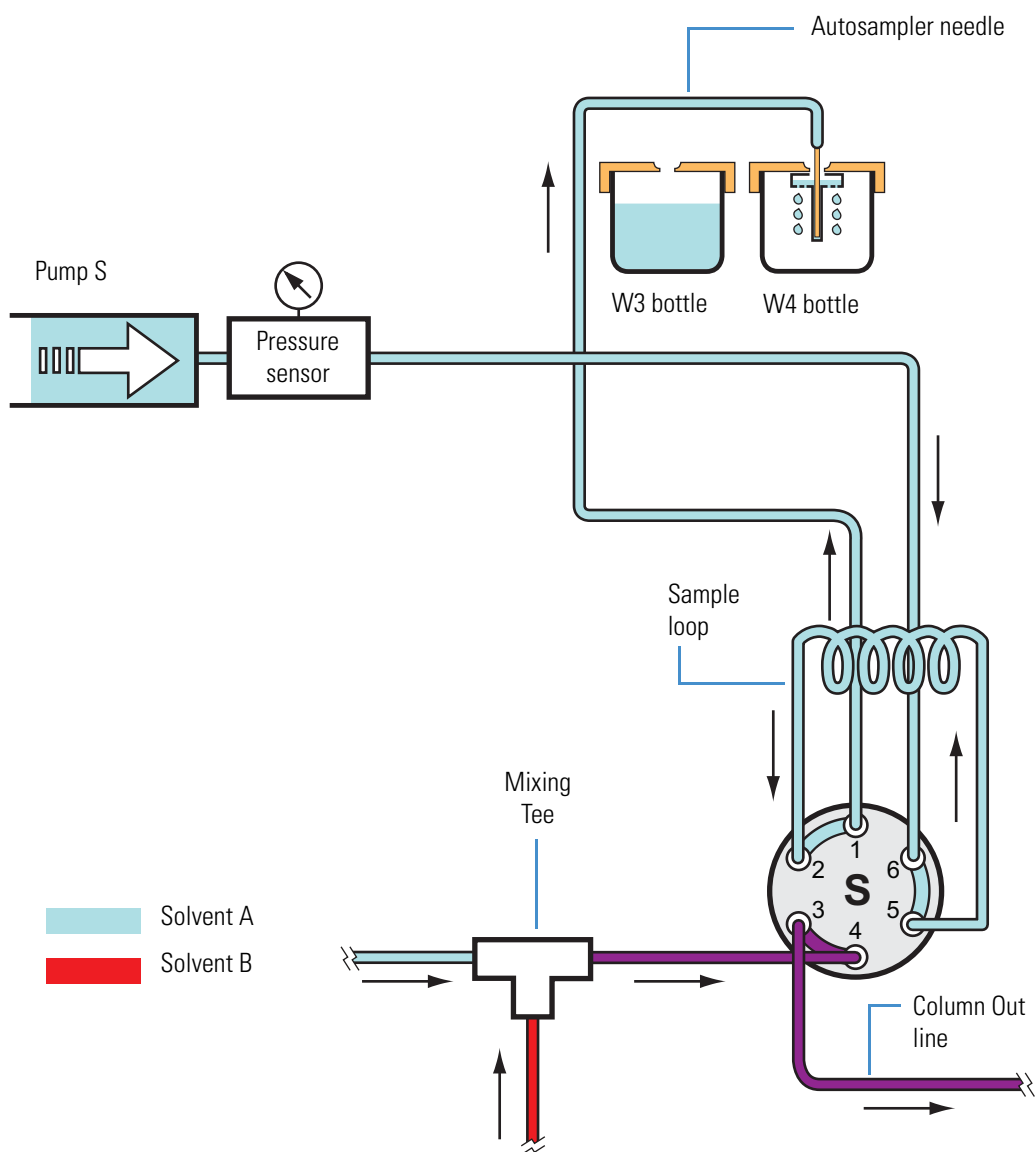 Autosampler needle
Pump S
Pressure
sensor
W3 bottle
W4 bottle
Sample
loop
Mixing
Tee
1
2
6
S
3
5
4
Solvent A
Solvent B
Column Out
line